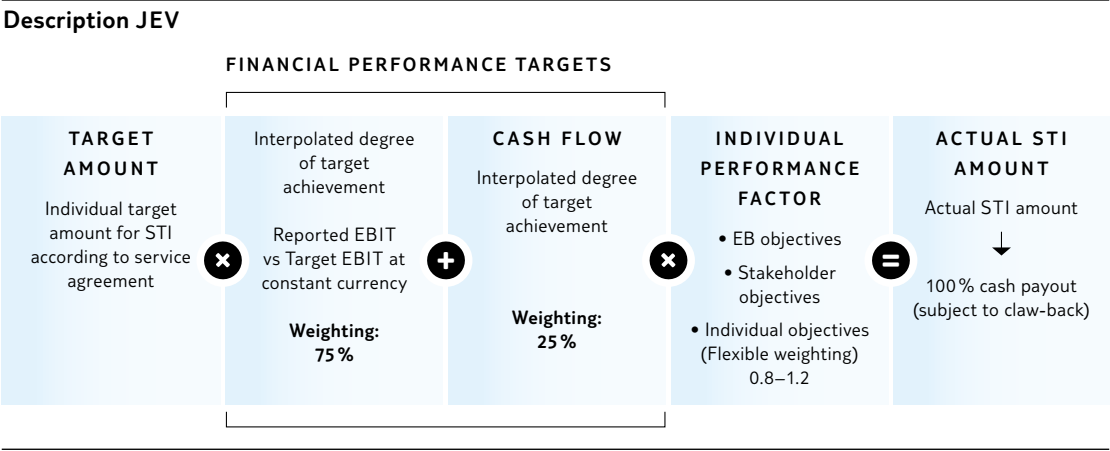 Description JEV
FINANCIAL PERFORMANCE TARGETS
TARGET
AMOUNT
Individual target
amount for STI
according to service
agreement
×
Interpolated degree
of target
achievement
Reported EBIT
vs Target EBIT at
constant currency
Weighting:
75 %
+
CASH FLOW
Interpolated degree
of target
achievement
Weighting:
25 %
×
INDIVIDUAL
PERFORMANCE
FACTOR
• EB objectives
• Stakeholder
objectives
• Individual objectives
(Flexible weighting)
0.8–1.2
=
ACTUAL STI
AMOUNT
Actual STI amount
100 % cash payout
(subject to claw-back)